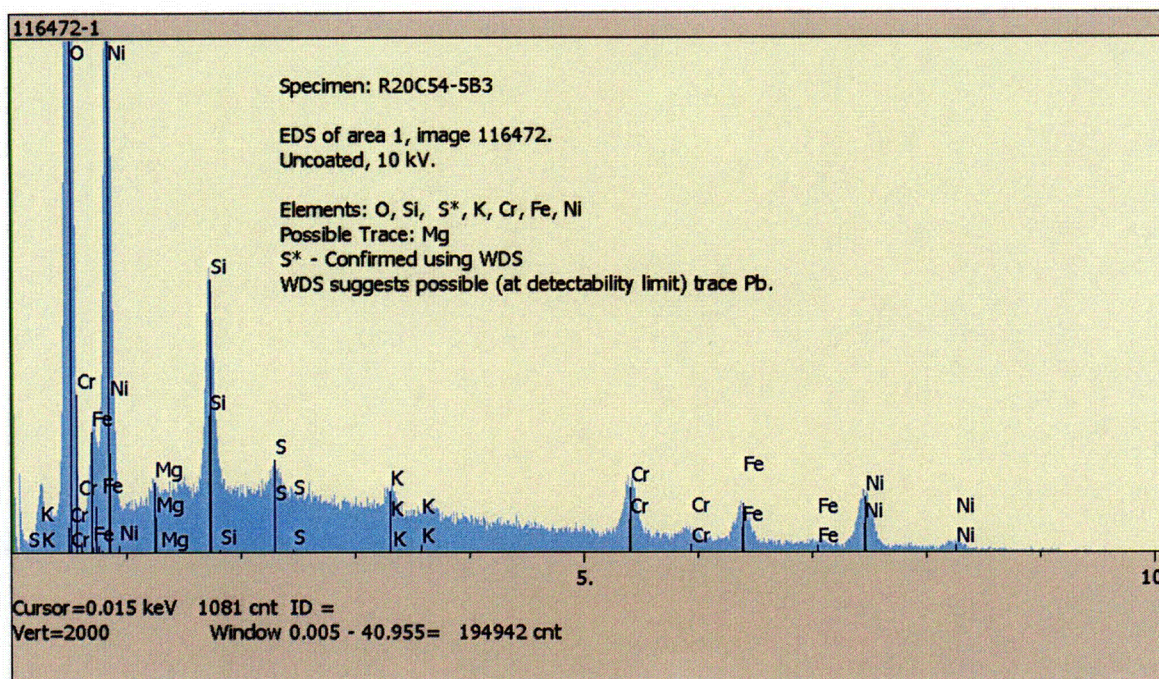 116472-1
O Ni
Specimen: R20C54-5B3
EDS of area 1, image 116472.
Uncoated, 10 kV.
Elements: O, Si, S*, K, Cr, Fe, Ni
Possible Trace: Mg
S* - Confirmed using WDS
WDS suggests possible (at detectability limit) trace Pb.
Si
Cr Ni
Fe Si
S Fe
Mg K Cr Ni
Cr Fe S S K
K Mg K K Cr Cr Fe Fe Ni Ni
Cr
S K Cr Fe Ni Mg Si S K K Cr Fe Ni
5. 10
Cursor=0.015 keV 1081 cnt ID =
Vert=2000 Window 0.005 - 40.955= 194942 cnt